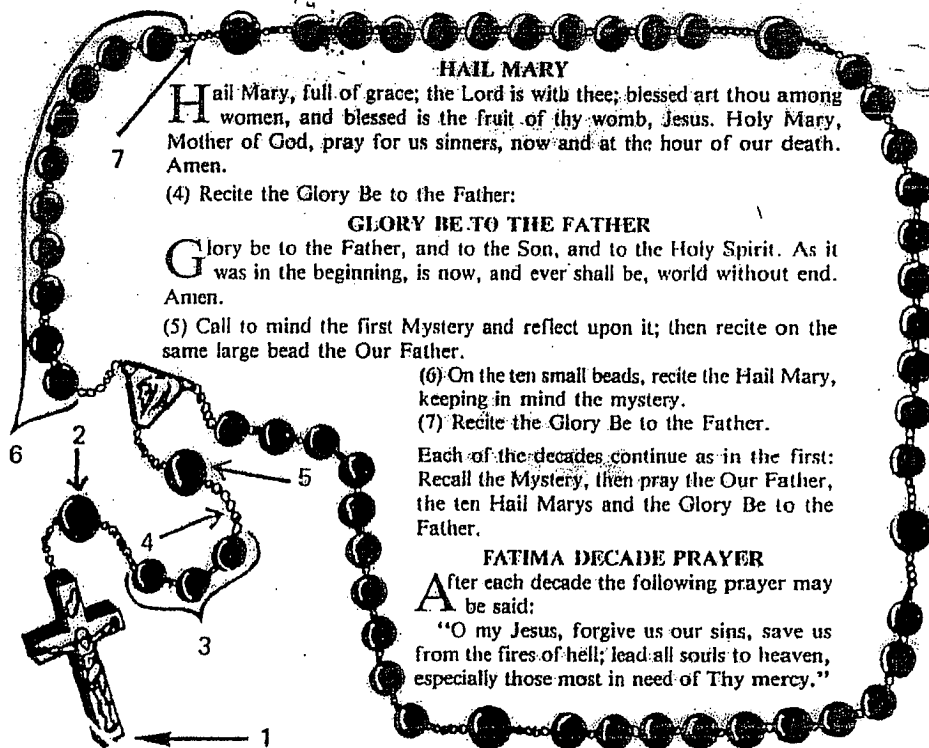 HAIL MARY
Hail Mary, full of grace; the Lord is with thee; blessed art thou among
women, and blessed is the fruit of thy womb, Jesus. Holy Mary,
Mother of God, pray for us sinners, now and at the hour of our death.
Amen.
(4) Recite the Glory Be to the Father:
GLORY BE TO THE FATHER
Glory be to the Father, and to the Son, and to the Holy Spirit. As it
was in the beginning, is now, and ever shall be, world without end.
Amen.
(5) Call to mind the first Mystery and reflect upon it; then recite on the
same large bead the Our Father.
(6) On the ten small beads, recite the Hail Mary,
keeping in mind the mystery.
(7) Recite the Glory Be to the Father.
Each of the decades continue as in the first:
Recall the Mystery, then pray the Our Father,
the ten Hail Marys and the Glory Be to the
Father.
FATIMA DECADE PRAYER
After each decade the following prayer may
be said:
"O my Jesus, forgive us our sins, save us
from the fires of hell; lead all souls to heaven,
especially those most in need of Thy mercy."
7
6
2
5
4
3
1